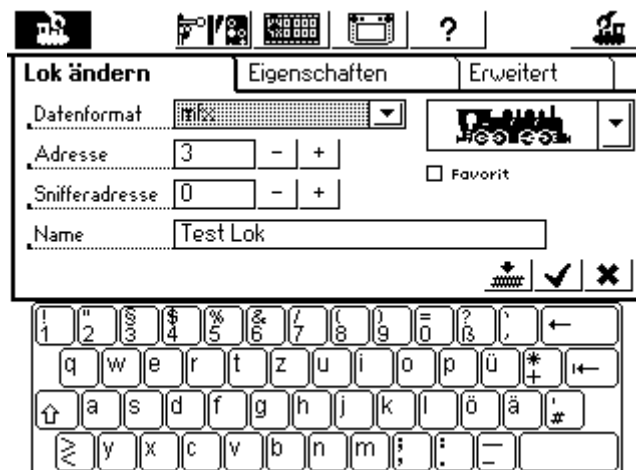 ?
Lok ändern Eigenschaften Erweitert
Datenformat mfx
Adresse 3 - +
Favorit
Snifferadresse 0 - +
Name Test Lok
! " § $ % & / ( ) = ? `
1 2 3 4 5 6 7 8 9 0 ß ´ ←
q w e r t z u i o p ü * +
a s d f g h j k l ö ä ' #
> < y x c v b n m ; , : . _ -